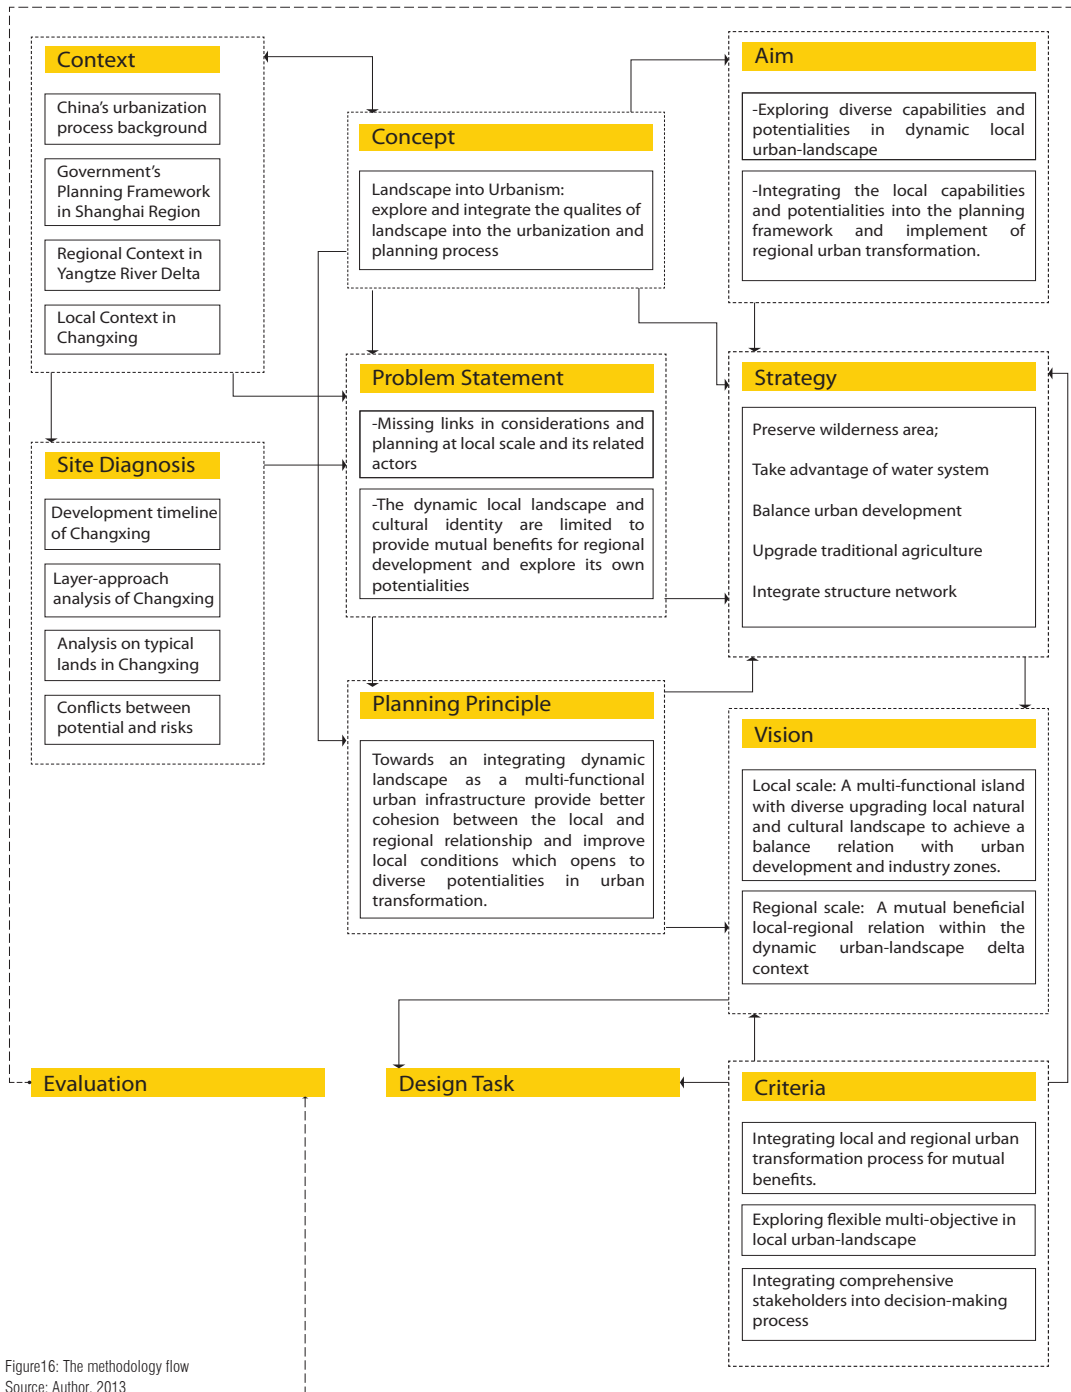 Context
China's urbanization
process background
Government's
Planning Framework
in Shanghai Region
Regional Context in
Yangtze River Delta
Local Context in
Changxing
Site Diagnosis
Development timeline
of Changxing
Layer-approach
analysis of Changxing
Analysis on typical
lands in Changxing
Conflicts between
potential and risks
Concept
Landscape into Urbanism:
explore and integrate the qualites of
landscape into the urbanization and
planning process
Problem Statement
-Missing links in considerations and
planning at local scale and its related
actors
-The dynamic local landscape and
cultural identity are limited to
provide mutual benefits for regional
development and explore its own
potentialities
Planning Principle
Towards an integrating dynamic
landscape as a multi-functional
urban infrastructure provide better
cohesion between the local and
regional relationship and improve
local conditions which opens to
diverse potentialities in urban
transformation.
Aim
-Exploring diverse capabilities and
potentialities in dynamic local
urban-landscape
-Integrating the local capabilities
and potentialities into the planning
framework and implement of
regional urban transformation.
Strategy
Preserve wilderness area;
Take advantage of water system
Balance urban development
Upgrade traditional agriculture
Integrate structure network
Vision
Local scale: A multi-functional island
with diverse upgrading local natural
and cultural landscape to achieve a
balance relation with urban
development and industry zones.
Regional scale: A mutual beneficial
local-regional relation within the
dynamic urban-landscape delta
context
Evaluation
Design Task
Criteria
Integrating local and regional urban
transformation process for mutual
benefits.
Exploring flexible multi-objective in
local urban-landscape
Integrating comprehensive
stakeholders into decision-making
process
Figure16: The methodology flow
Source: Author, 2013